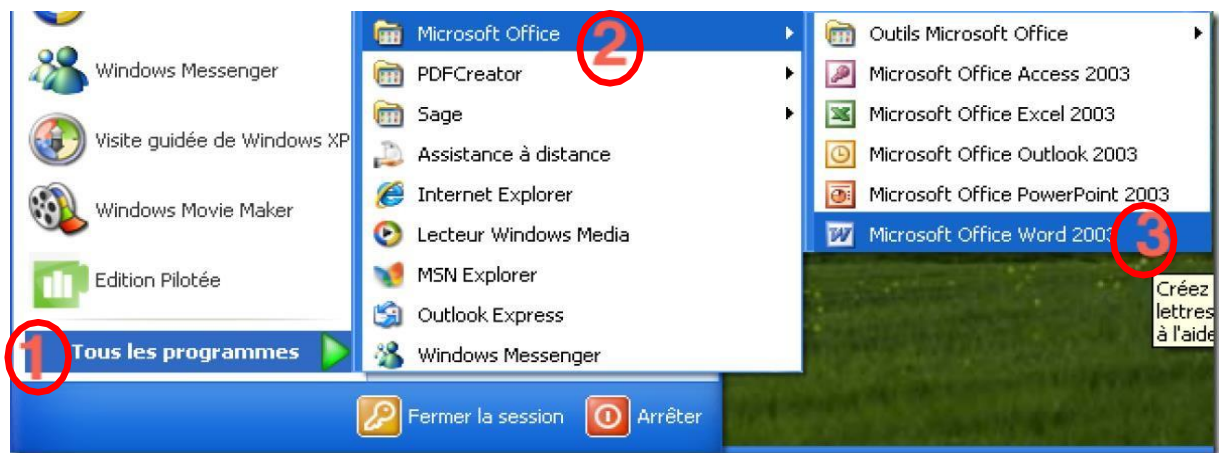 Windows Messenger
Visite guidée de Windows XP
Windows Movie Maker
Edition Pilotée
1
Tous les programmes
Microsoft Office
2
PDFCreator
Sage
Assistance à distance
Internet Explorer
Lecteur Windows Media
MSN Explorer
Outlook Express
Windows Messenger
Outils Microsoft Office
Microsoft Office Access 2003
Microsoft Office Excel 2003
Microsoft Office Outlook 2003
Microsoft Office PowerPoint 2003
Microsoft Office Word 2003
3
Créez
lettres
à l'aide
Fermer la session
Arrêter